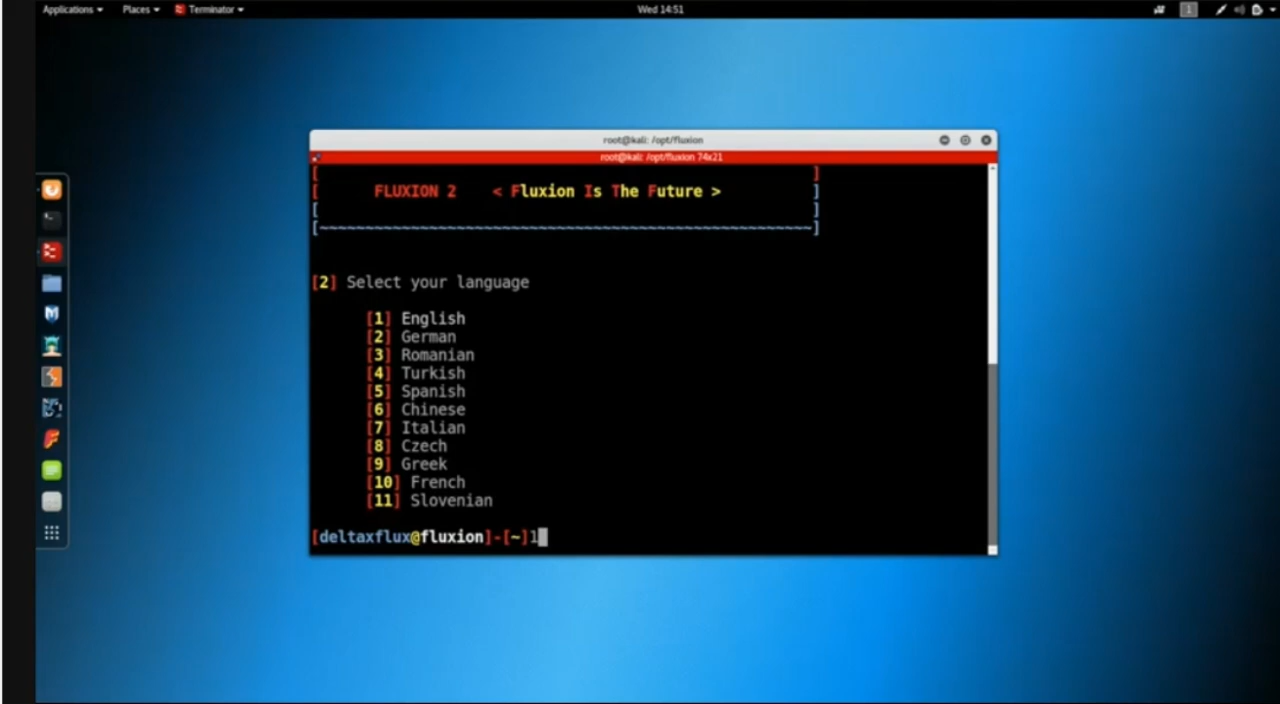 Applications Places Terminator Wed 14:51 1
root@kali: /opt/fluxion
root@kali: /opt/fluxion 74x21
[ ]
[ FLUXION 2 < Fluxion Is The Future > ]
[ ]
[~~~~~~~~~~~~~~~~~~~~~~~~~~~~~~~~~~~~~~~~~~~~~~~~~~~~~~]
[2] Select your language
[1] English
[2] German
[3] Romanian
[4] Turkish
[5] Spanish
[6] Chinese
[7] Italian
[8] Czech
[9] Greek
[10] French
[11] Slovenian
[deltaxflux@fluxion]-[~]1